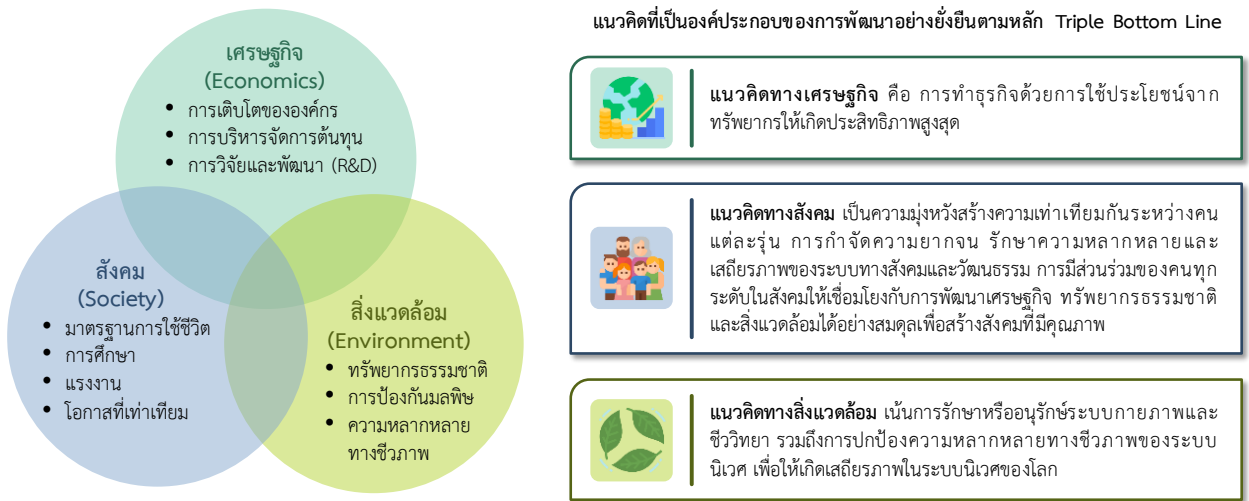 เศรษฐกิจ
(Economics)
• การเติบโตขององค์กร
• การบริหารจัดการต้นทุน
• การวิจัยและพัฒนา (R&D)
สังคม
(Society)
• มาตรฐานการใช้ชีวิต
• การศึกษา
• แรงงาน
• โอกาสที่เท่าเทียม
สิ่งแวดล้อม
(Environment)
• ทรัพยากรธรรมชาติ
• การป้องกันมลพิษ
• ความหลากหลาย
ทางชีวภาพ
แนวคิดที่เป็นองค์ประกอบของการพัฒนาอย่างยั่งยืนตามหลัก Triple Bottom Line
แนวคิดทางเศรษฐกิจ คือ การทำธุรกิจด้วยการใช้ประโยชน์จาก
ทรัพยากรให้เกิดประสิทธิภาพสูงสุด
แนวคิดทางสังคม เป็นความมุ่งหวังสร้างความเท่าเทียมกันระหว่างคน
แต่ละรุ่น การกำจัดความยากจน รักษาความหลากหลายและ
เสถียรภาพของระบบทางสังคมและวัฒนธรรม การมีส่วนร่วมของคนทุก
ระดับในสังคมให้เชื่อมโยงกับการพัฒนาเศรษฐกิจ ทรัพยากรธรรมชาติ
และสิ่งแวดล้อมได้อย่างสมดุลเพื่อสร้างสังคมที่มีคุณภาพ
แนวคิดทางสิ่งแวดล้อม เน้นการรักษาหรืออนุรักษ์ระบบกายภาพและ
ชีววิทยา รวมถึงการปกป้องความหลากหลายทางชีวภาพของระบบ
นิเวศ เพื่อให้เกิดเสถียรภาพในระบบนิเวศของโลก